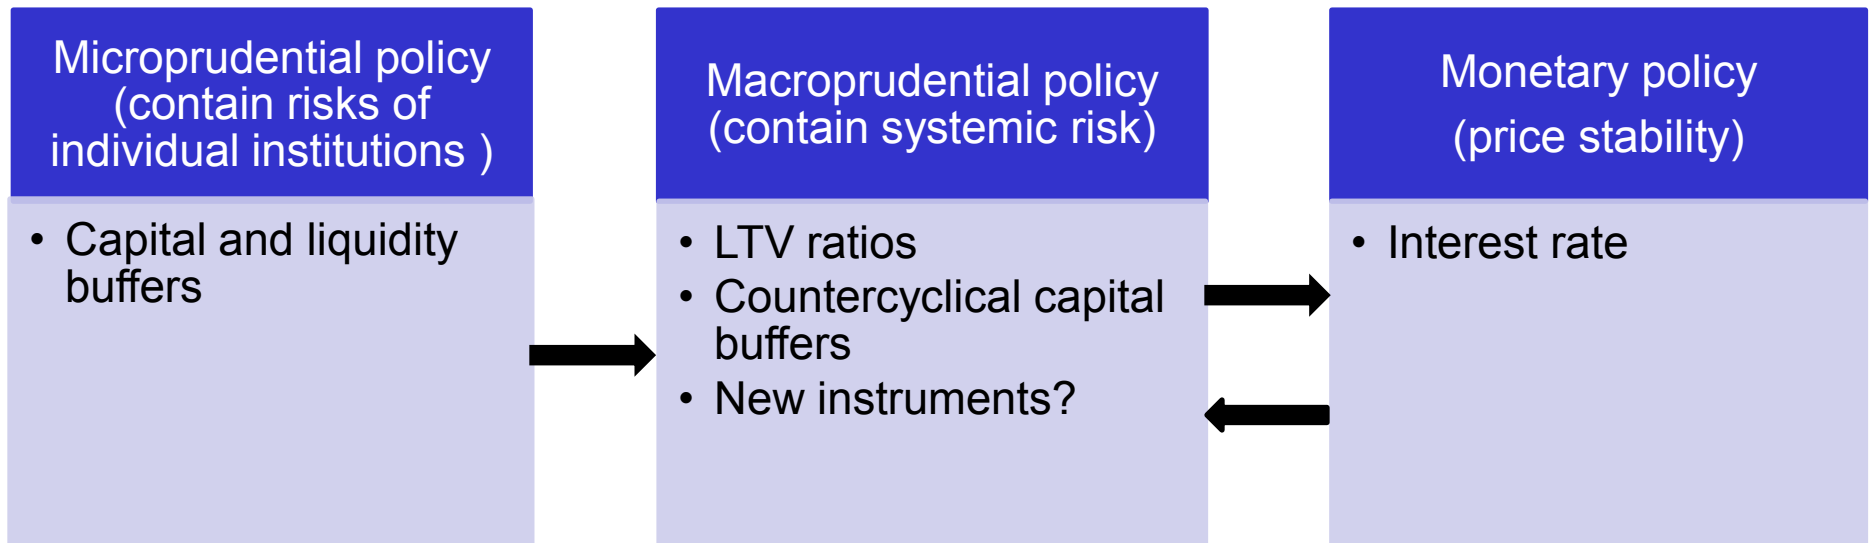 Microprudential policy
(contain risks of
individual institutions )
• Capital and liquidity
buffers
Macroprudential policy
(contain systemic risk)
• LTV ratios
• Countercyclical capital
buffers
• New instruments?
Monetary policy
(price stability)
• Interest rate